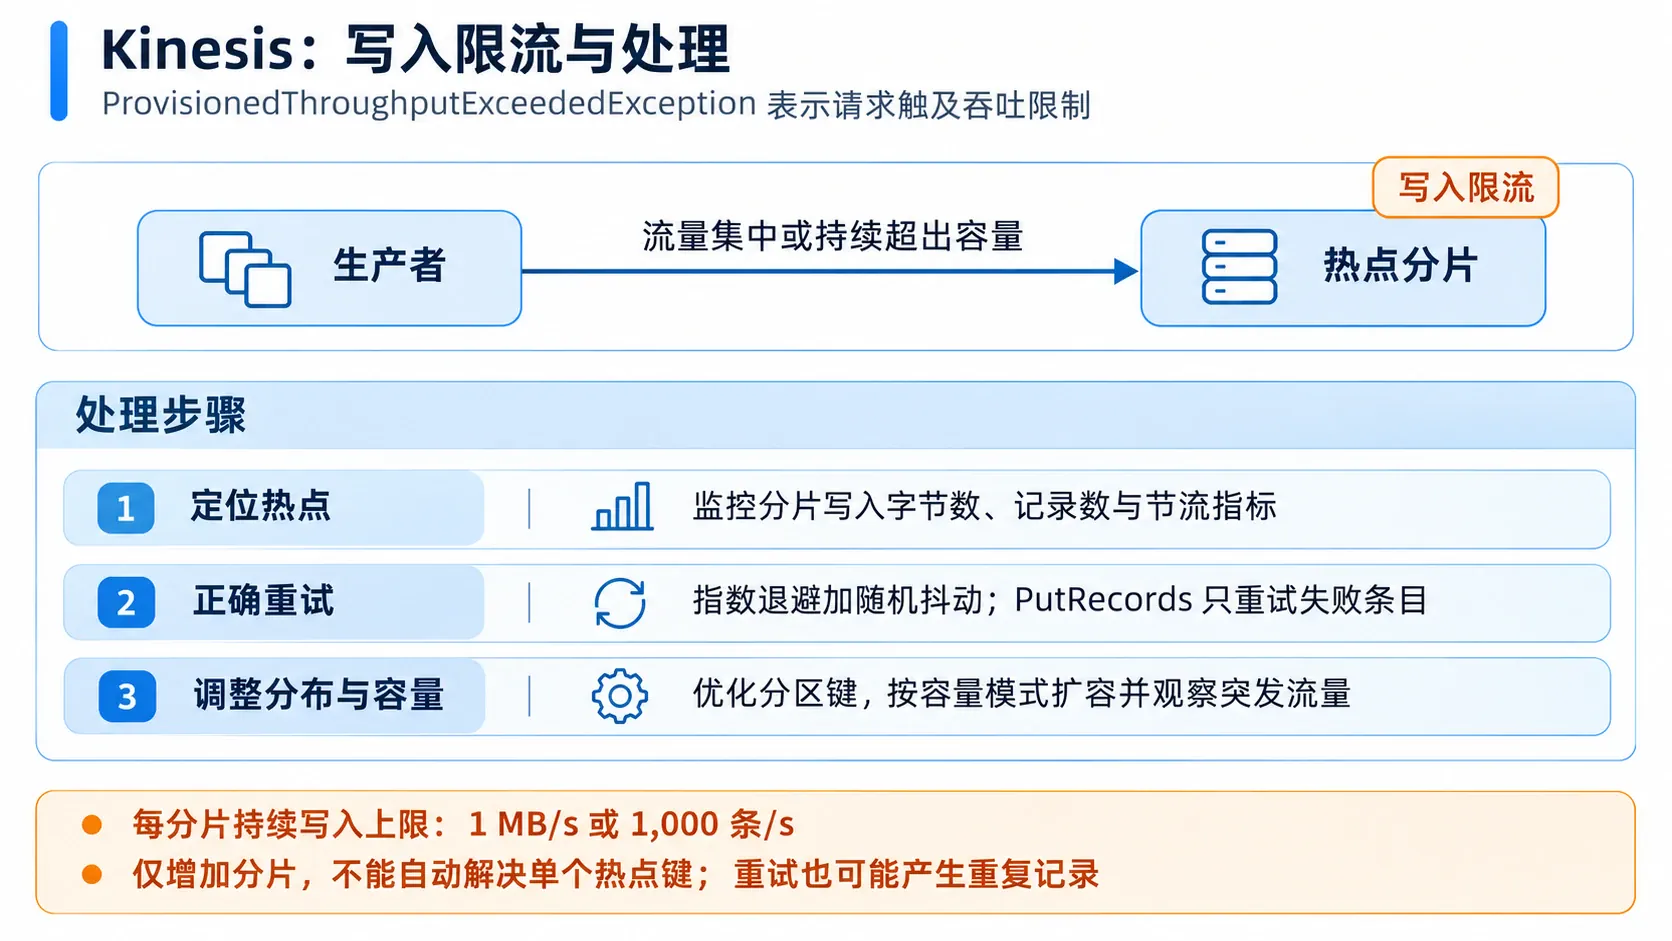 Kinesis：写入限流与处理
ProvisionedThroughputExceededException 表示请求触及吞吐限制
写入限流
生产者
流量集中或持续超出容量
热点分片
处理步骤
1 定位热点 监控分片写入字节数、记录数与节流指标
2 正确重试 指数退避加随机抖动；PutRecords 只重试失败条目
3 调整分布与容量 优化分区键，按容量模式扩容并观察突发流量
每分片持续写入上限：1 MB/s 或 1,000 条/s
仅增加分片，不能自动解决单个热点键；重试也可能产生重复记录